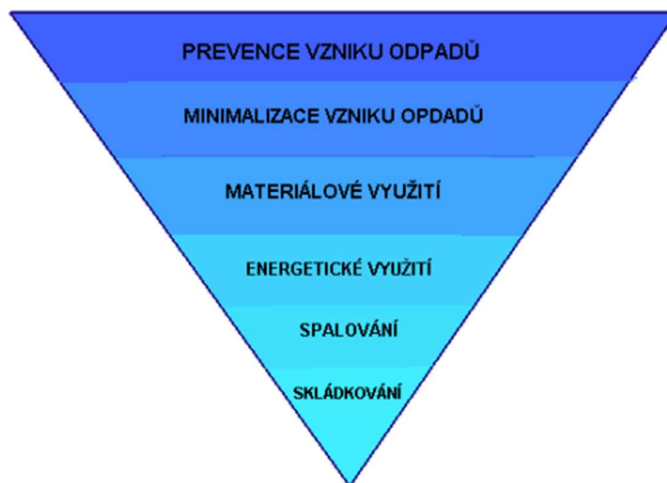 PREVENCE VZNIKU ODPADŮ
MINIMALIZACE VZNIKU OPDADŮ
MATERIÁLOVÉ VYUŽITÍ
ENERGETICKÉ VYUŽITÍ
SPALOVÁNÍ
SKLÁDKOVÁNÍ